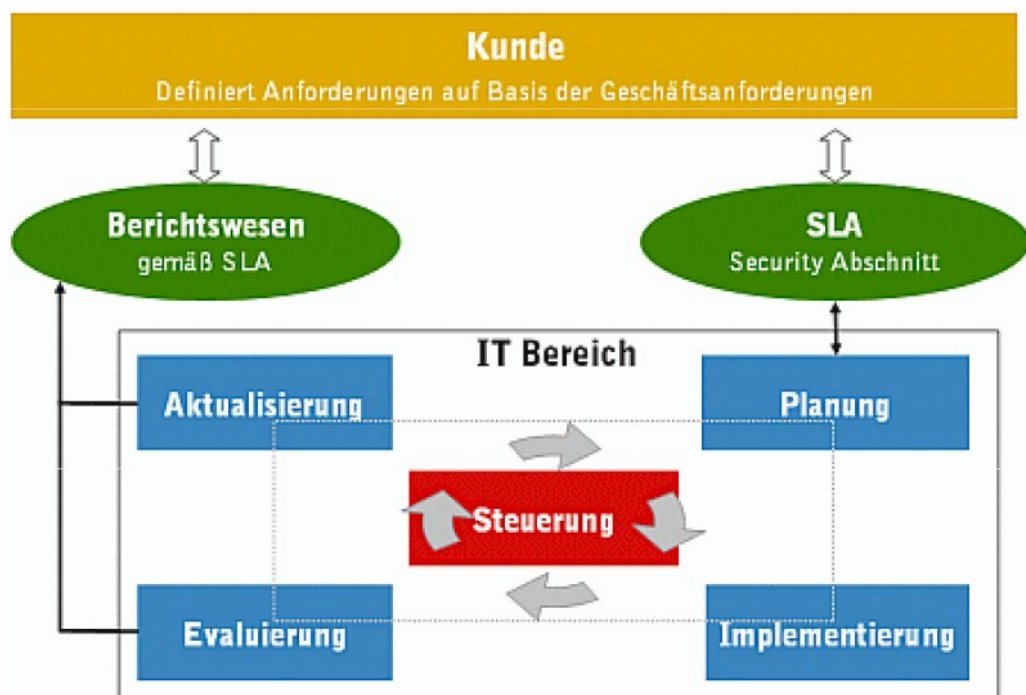 Kunde
Definiert Anforderungen auf Basis der Geschäftsanforderungen
Berichtswesen
gemäß SLA
SLA
Security Abschnitt
IT Bereich
Aktualisierung
Planung
Steuerung
Evaluierung
Implementierung